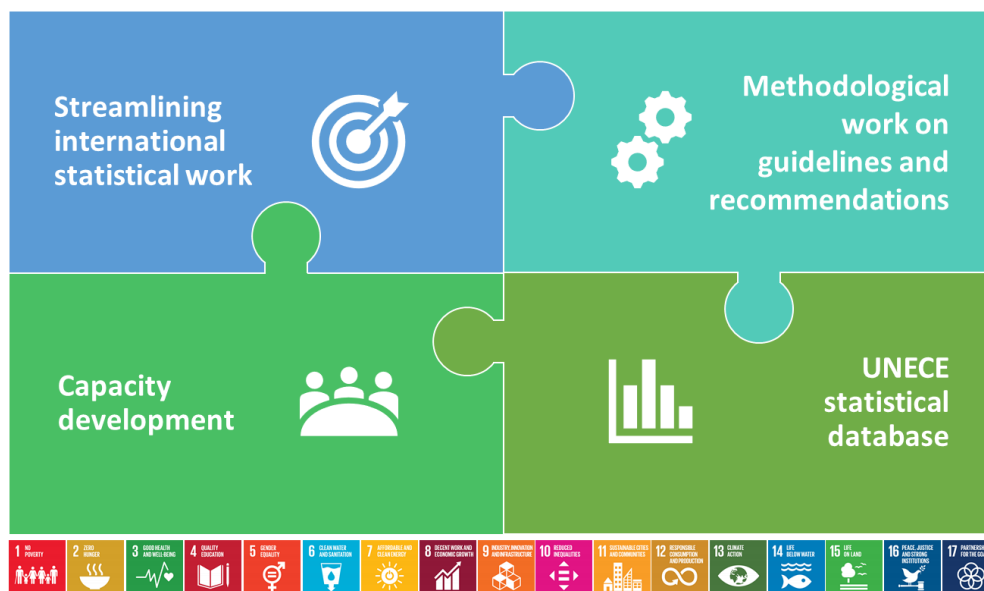 Streamlining
international
statistical work
Methodological
work on
guidelines and
recommendations
Capacity
development
UNECE
statistical
database
1 NO
POVERTY
2 ZERO
HUNGER
3 GOOD HEALTH
AND WELL-BEING
4 QUALITY
EDUCATION
5 GENDER
EQUALITY
6 CLEAN WATER
AND SANITATION
7 AFFORDABLE AND
CLEAN ENERGY
8 DECENT WORK AND
ECONOMIC GROWTH
9 INDUSTRY, INNOVATION
AND INFRASTRUCTURE
10 REDUCED
INEQUALITIES
11 SUSTAINABLE CITIES
AND COMMUNITIES
12 RESPONSIBLE
CONSUMPTION
AND PRODUCTION
13 CLIMATE
ACTION
14 LIFE
BELOW WATER
15 LIFE
ON LAND
16 PEACE, JUSTICE
AND STRONG
INSTITUTIONS
17 PARTNERSH
FOR THE GOA